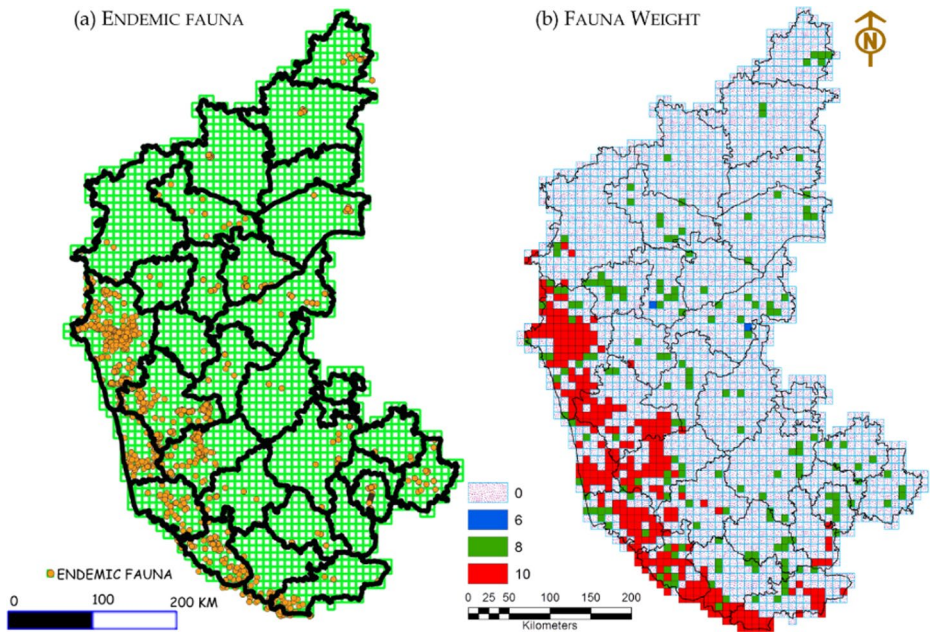 (a) ENDEMIC FAUNA
(b) FAUNA WEIGHT
N
0
6
8
10
ENDEMIC FAUNA
0 100 200 KM
0 25 50 100 150 200
Kilometers